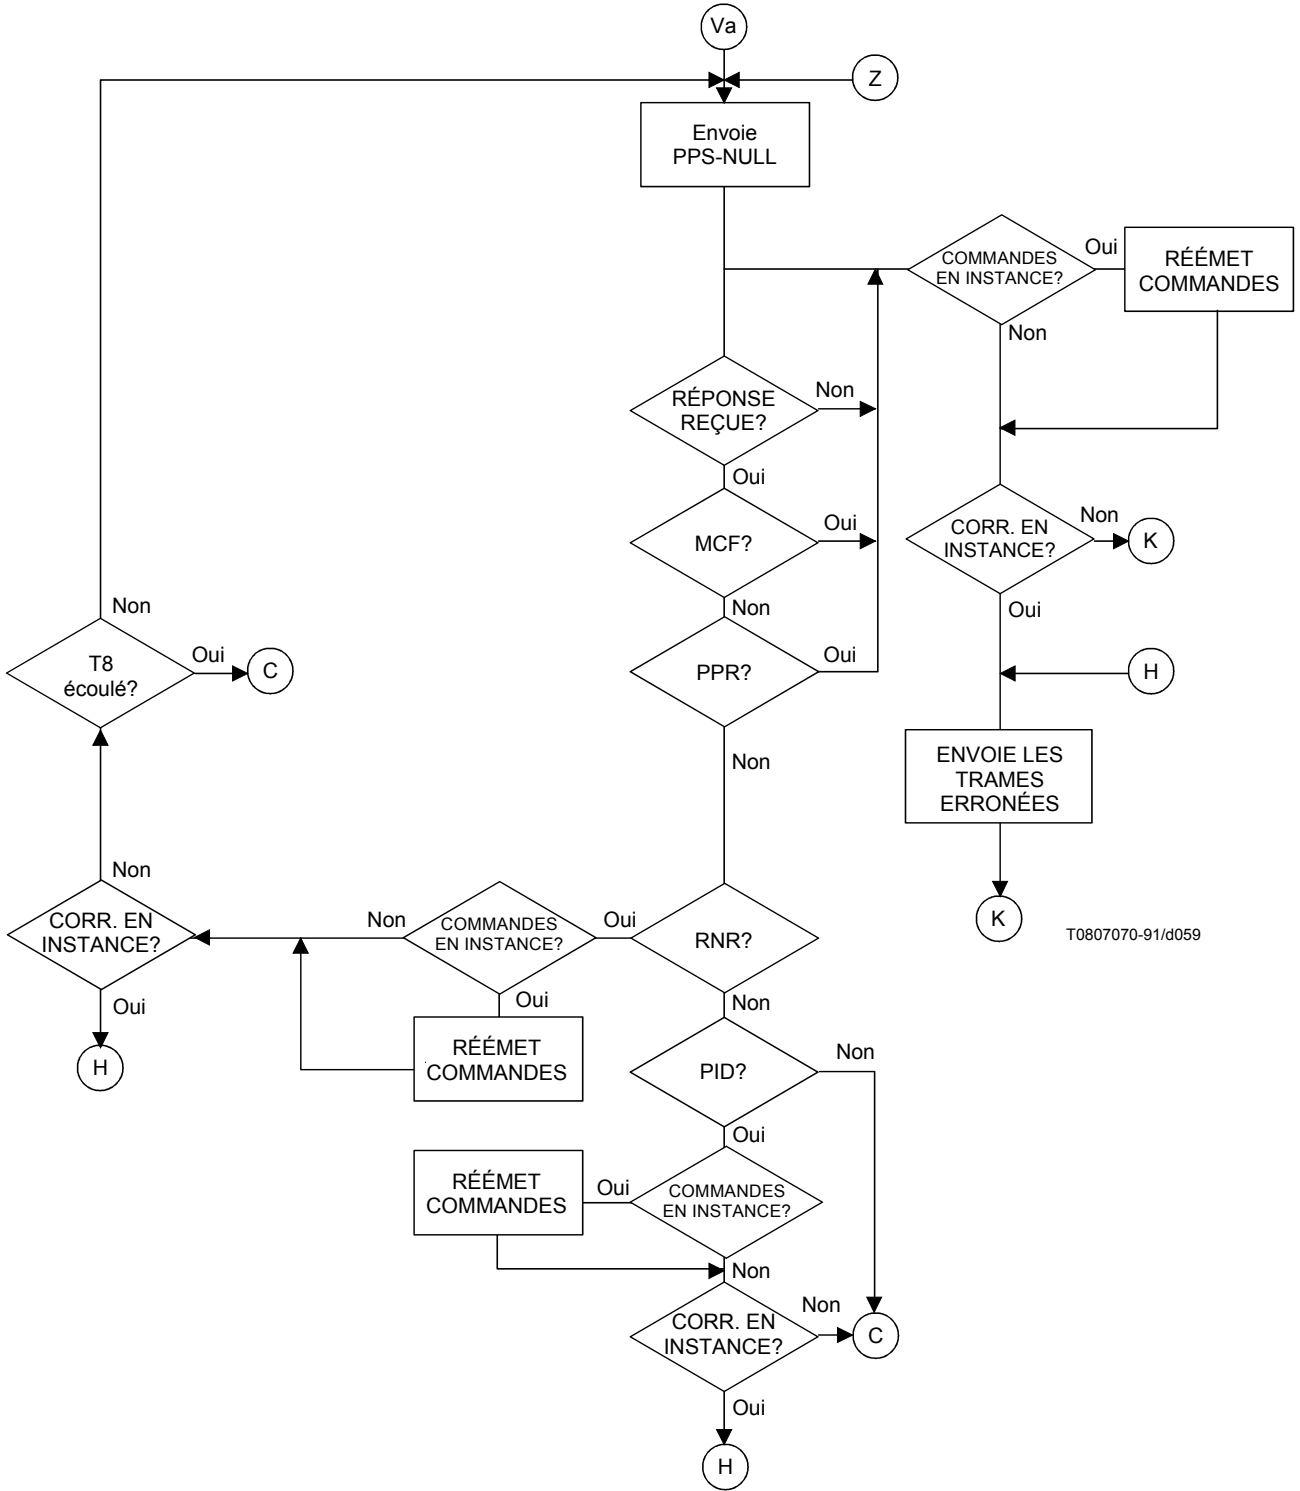 Va
Z
Envoie
PPS-NULL
COMMANDES
EN INSTANCE?
Oui
RÉÉMET
COMMANDES
Non
RÉPONSE
REÇUE?
Non
Oui
MCF?
Oui
Non
CORR. EN
INSTANCE?
Non
K
Oui
PPR?
Oui
Non
H
ENVOIE LES
TRAMES
ERRONÉES
K
T0807070-91/d059
Non
T8
écoulé?
Oui
C
Non
CORR. EN
INSTANCE?
Oui
H
Non
COMMANDES
EN INSTANCE?
Oui
RNR?
Oui
RÉÉMET
COMMANDES
Non
PID?
Non
Oui
RÉÉMET
COMMANDES
Oui
COMMANDES
EN INSTANCE?
Non
CORR. EN
INSTANCE?
Non
C
Oui
H